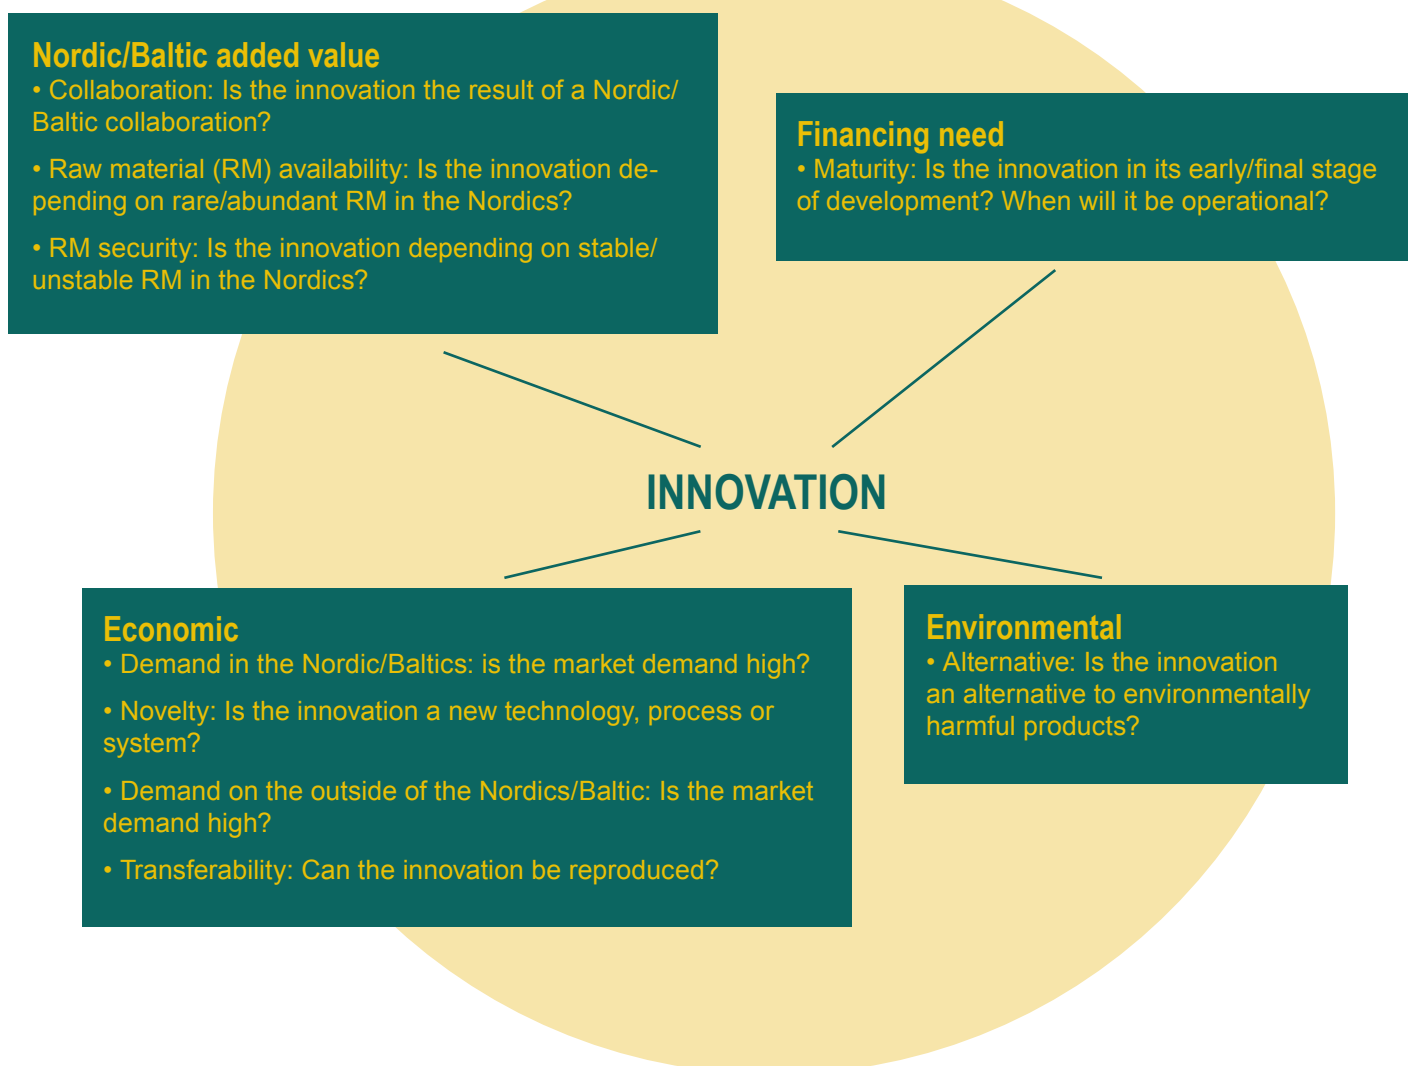 Nordic/Baltic added value
• Collaboration: Is the innovation the result of a Nordic/
Baltic collaboration?
• Raw material (RM) availability: Is the innovation de-
pending on rare/abundant RM in the Nordics?
• RM security: Is the innovation depending on stable/
unstable RM in the Nordics?
Financing need
• Maturity: Is the innovation in its early/final stage
of development? When will it be operational?
INNOVATION
Economic
• Demand in the Nordic/Baltics: is the market demand high?
• Novelty: Is the innovation a new technology, process or
system?
• Demand on the outside of the Nordics/Baltic: Is the market
demand high?
• Transferability: Can the innovation be reproduced?
Environmental
• Alternative: Is the innovation
an alternative to environmentally
harmful products?